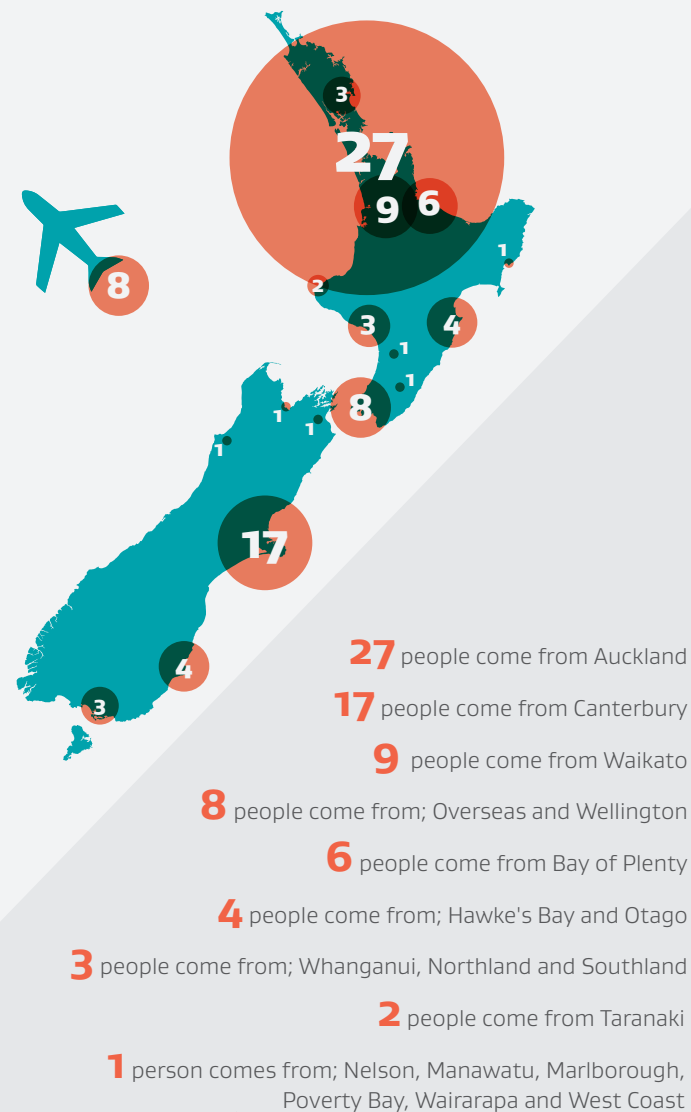 3
27
9
6
1
8
2
3
4
1
1
8
1
1
1
17
4
3
27 people come from Auckland
17 people come from Canterbury
9 people come from Waikato
8 people come from; Overseas and Wellington
6 people come from Bay of Plenty
4 people come from; Hawke's Bay and Otago
3 people come from; Whanganui, Northland and Southland
2 people come from Taranaki
1 person comes from; Nelson, Manawatu, Marlborough,
Poverty Bay, Wairarapa and West Coast